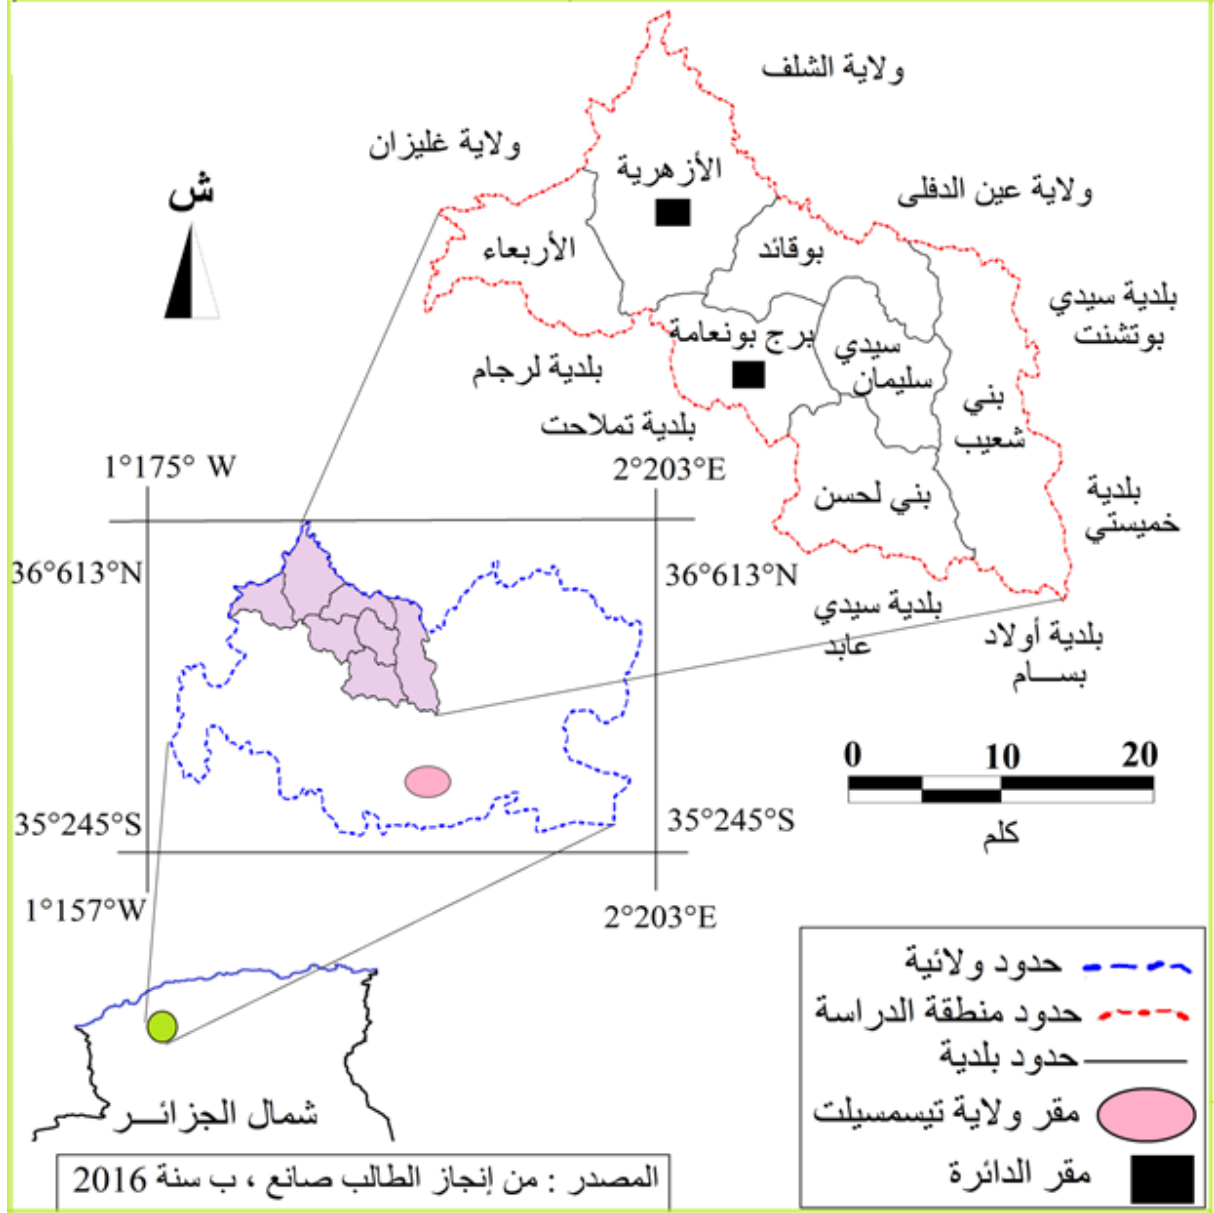 ولاية الشلف
ولاية غليزان
الأزهرية
ش
ولاية عين الدفلى
الأربعاء
بوقائد
بلدية سيدي
بوتشنت
برج بونعامة
سيدي
سليمان
بلدية لرجام
بني
شعيب
بلدية تملاحت
1°175° W
2°203°E
بني لحسن
بلدية
خميستي
36°613°N
36°613°N
بلدية سيدي
عابد
بلدية أولاد
بســـام
0 10 20
كلم
35°245°S
35°245°S
1°157°W
2°203°E
حدود ولائية
حدود منطقة الدراسة
حدود بلدية
مقر ولاية تيسمسيلت
مقر الدائرة
شمال الجزائـــر
المصدر : من إنجاز الطالب صانع ، ب سنة 2016